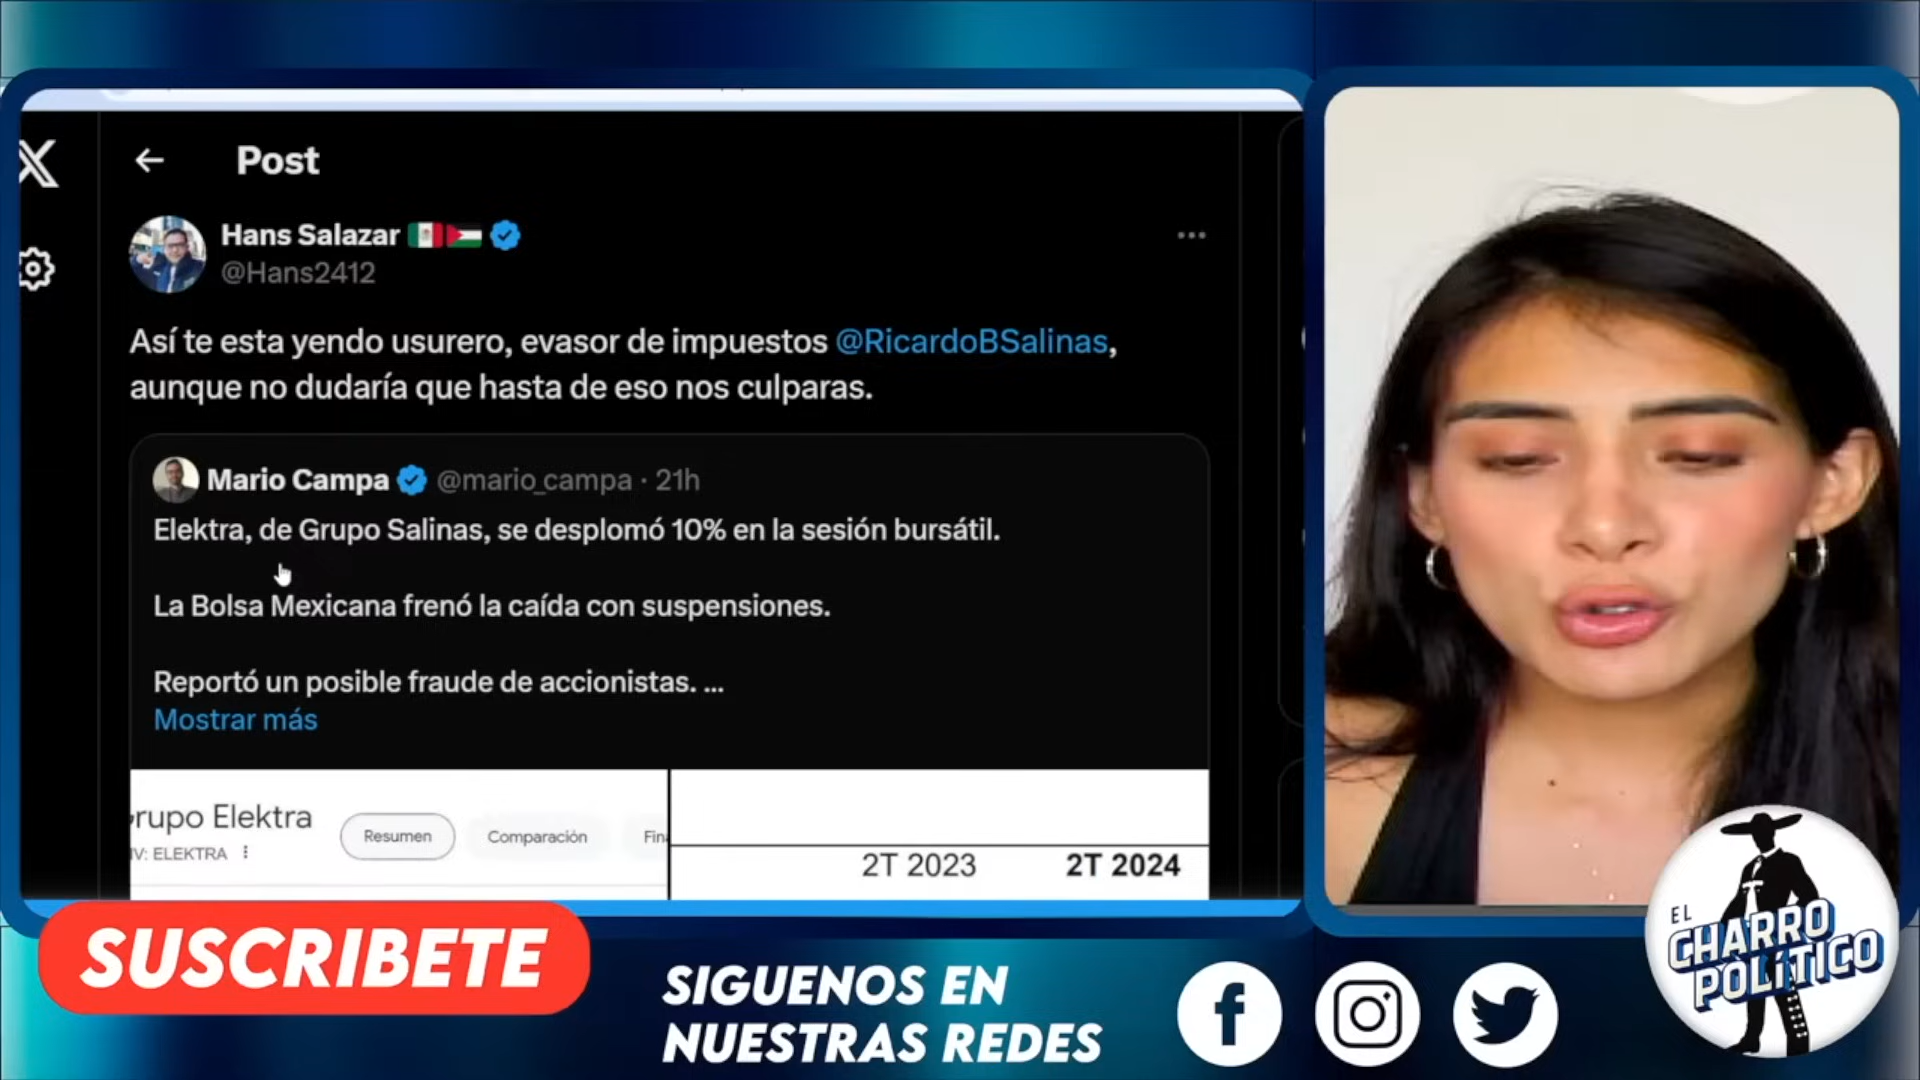 Post
Hans Salazar
@Hans2412
Así te esta yendo usurero, evasor de impuestos @RicardoBSalinas,
aunque no dudaría que hasta de eso nos culparas.
Mario Campa @mario_campa · 21h
Elektra, de Grupo Salinas, se desplomó 10% en la sesión bursátil.
La Bolsa Mexicana frenó la caída con suspensiones.
Reportó un posible fraude de accionistas. ...
Mostrar más
rupo Elektra
Resumen
Comparación
Fin
V: ELEKTRA
2T 2023
2T 2024
SUSCRIBETE
SIGUENOS EN
NUESTRAS REDES
EL
CHARRO
POLÍTICO